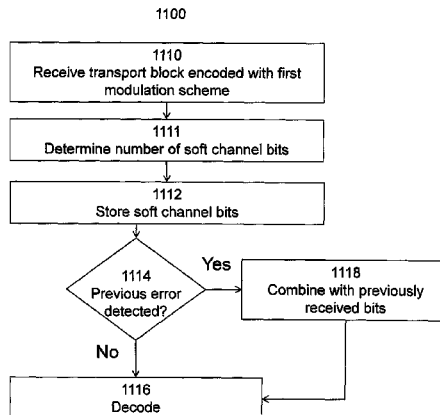 1100
1110
Receive transport block encoded with first
modulation scheme
1111
Determine number of soft channel bits
1112
Store soft channel bits
1114
Previous error
detected?
Yes
1118
Combine with previously
received bits
No
1116
Decode